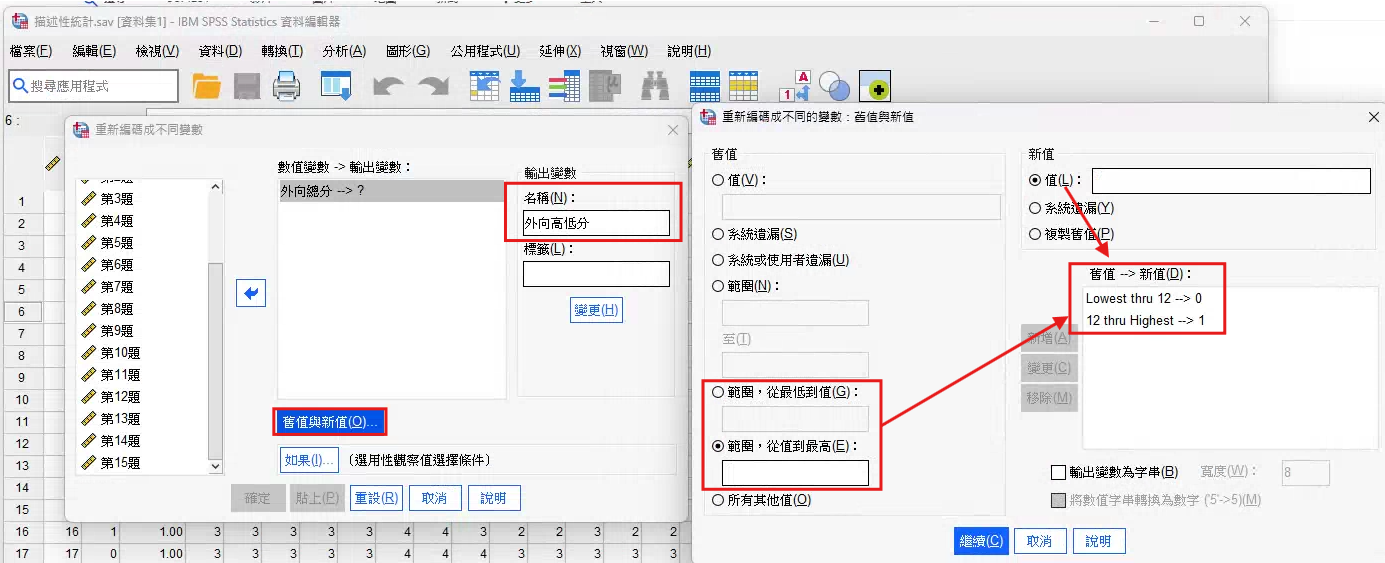 描述性統計.sav [資料集1] - IBM SPSS Statistics 資料編輯器
檔案(F) 編輯(E) 檢視(V) 資料(D) 轉換(T) 分析(A) 圖形(G) 公用程式(U) 延伸(X) 視窗(W) 說明(H)
搜尋應用程式
A
1
6 :
1
2
3
4
5
6
7
8
9
10
11
12
13
14
15
16 16 1 1.00 3 3 3 3 4 4 3 2 2 3 2 2
17 17 0 1.00 3 3 3 3 4 4 3 3 3 3 3 3
重新編碼成不同變數
第3題
第4題
第5題
第6題
第7題
第8題
第9題
第10題
第11題
第12題
第13題
第14題
第15題
數值變數 -> 輸出變數：
外向總分 --> ?
輸出變數
名稱(N)：
外向高低分
標籤(L)：
變更(H)
舊值與新值(O)...
如果(I)... （選用性觀察值選擇條件）
確定 貼上(P) 重設(R) 取消 說明
重新編碼成不同的變數：舊值與新值
舊值
值(V)：
系統遺漏(S)
系統或使用者遺漏(U)
範圍(N)：
至(T)
範圍，從最低到值(G)：
範圍，從值到最高(E)：
所有其他值(O)
新值
值(L)：
系統遺漏(Y)
複製舊值(P)
舊值 --> 新值(D)：
Lowest thru 12 --> 0
12 thru Highest --> 1
新增(A)
變更(C)
移除(M)
輸出變數為字串(B) 寬度(W)： 8
將數值字串轉換為數字 ('5'->5)(M)
繼續(C) 取消 說明